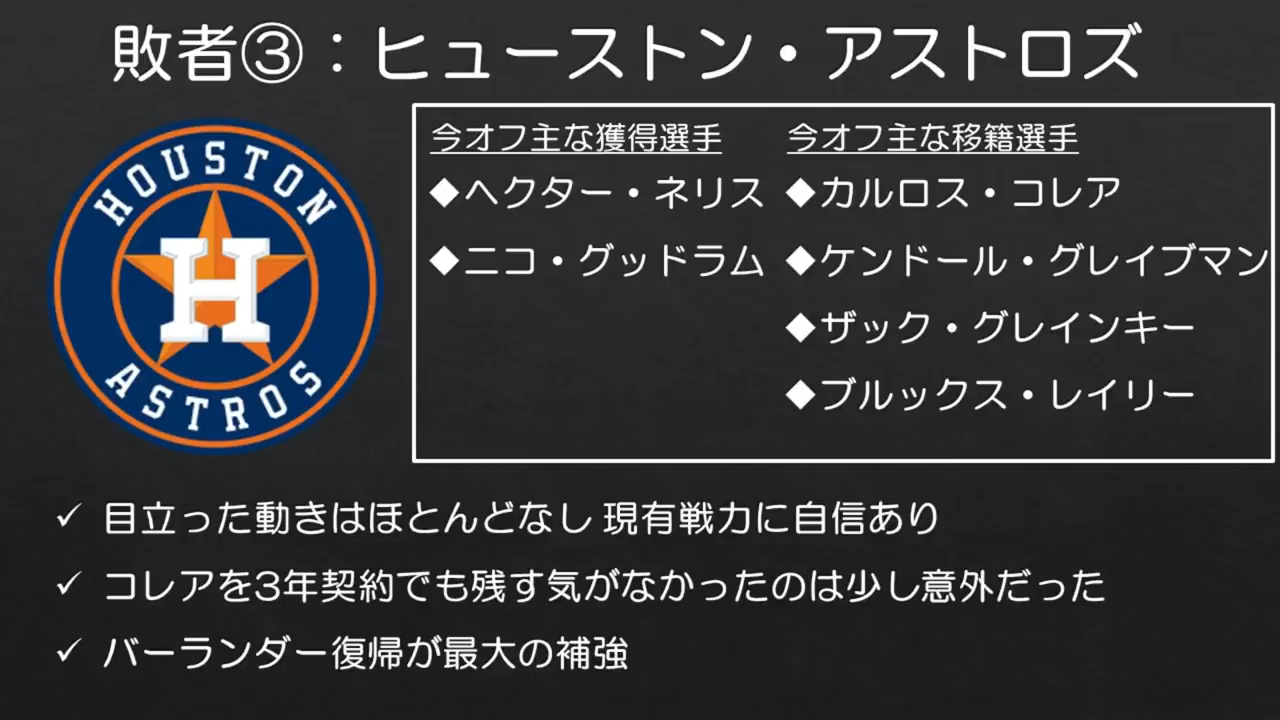 敗者③：ヒューストン・アストロズ
HOUSTON
H
ASTROS
今オフ主な獲得選手
◆ヘクター・ネリス
◆ニコ・グッドラム
今オフ主な移籍選手
◆カルロス・コレア
◆ケンドール・グレイブマン
◆ザック・グレインキー
◆ブルックス・レイリー
✓ 目立った動きはほとんどなし 現有戦力に自信あり
✓ コレアを3年契約でも残す気がなかったのは少し意外だった
✓ バーランダー復帰が最大の補強